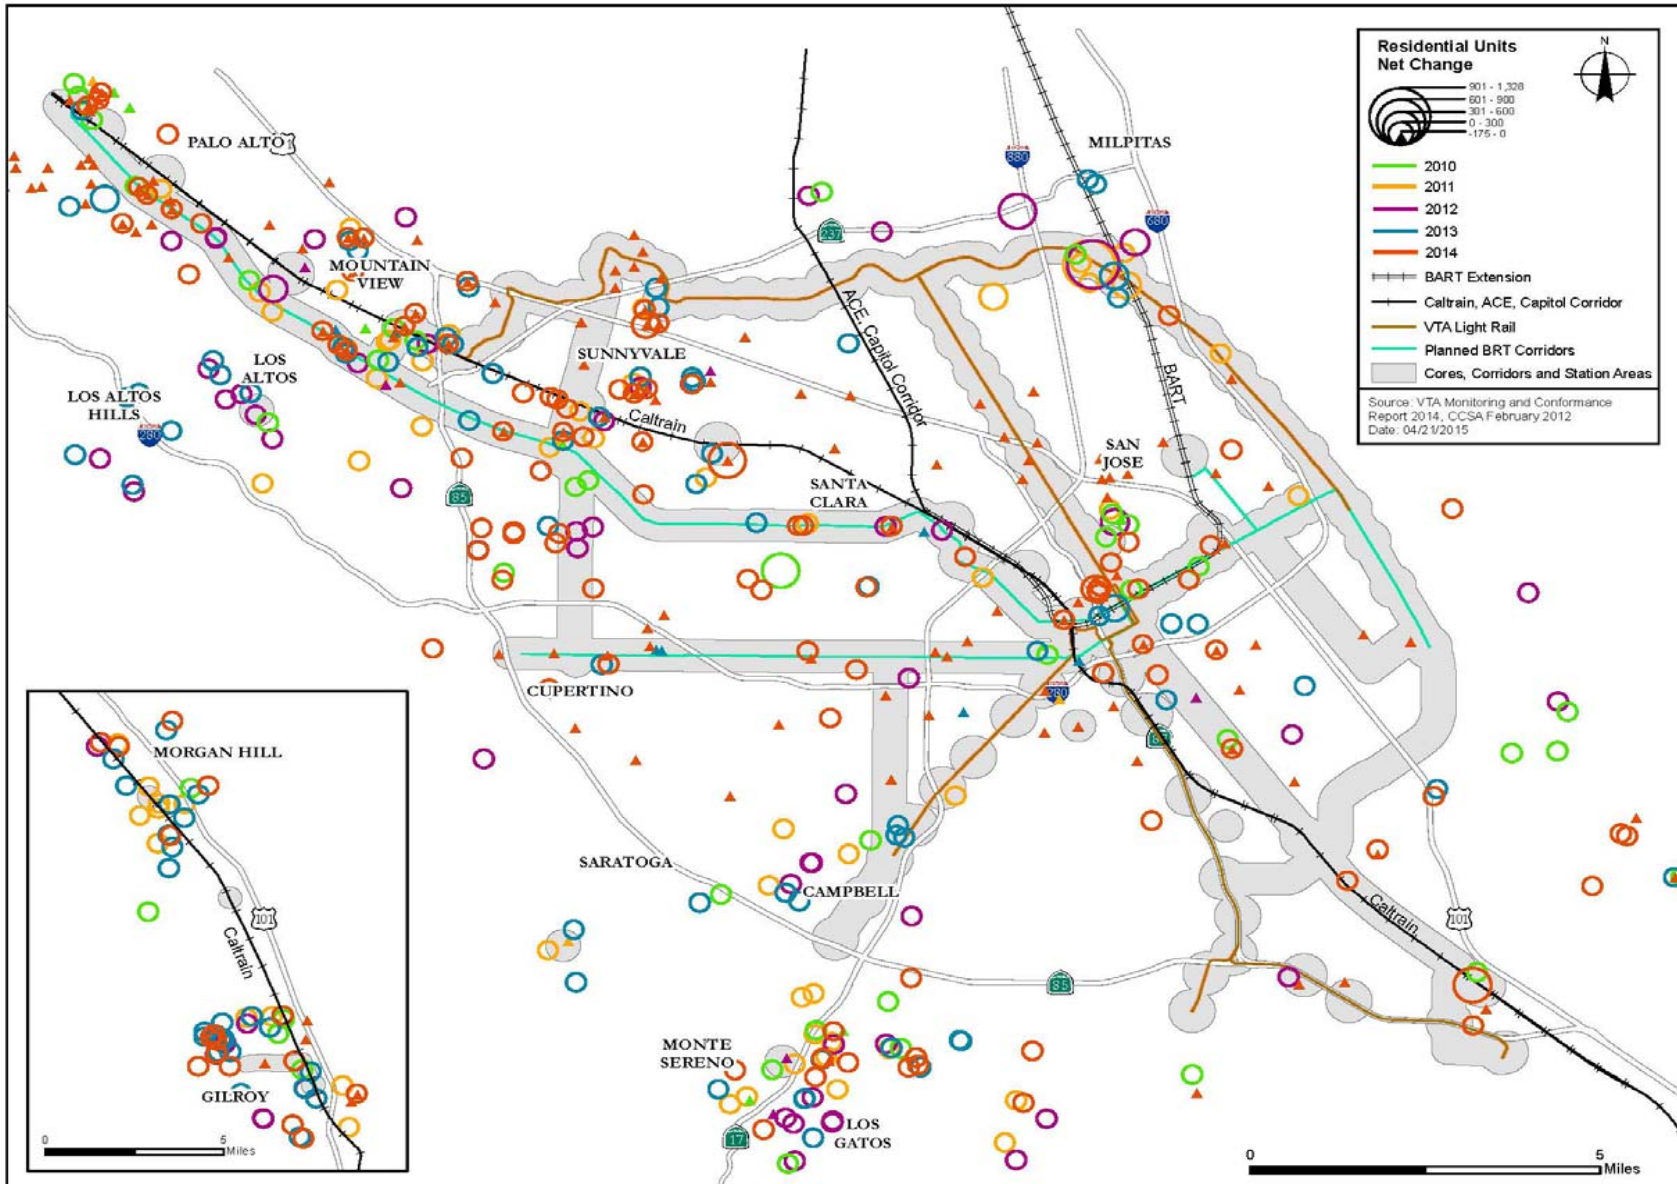 Residential Units
Net Change
N
901 - 1,328
601 - 900
301 - 600
0 - 300
-175 - 0
2010
2011
2012
2013
2014
BART Extension
Caltrain, ACE, Capitol Corridor
VTA Light Rail
Planned BRT Corridors
Cores, Corridors and Station Areas
Source: VTA Monitoring and Conformance
Report 2014, CCSA February 2012
Date: 04/21/2015
PALO ALTO
MILPITAS
880
680
237
MOUNTAIN
VIEW
ACE, Capitol Corridor
SUNNYVALE
LOS
ALTOS
BART
LOS ALTOS
HILLS
280
Caltrain
SAN
JOSE
SANTA
CLARA
85
CUPERTINO
280
MORGAN HILL
SARATOGA
CAMPBELL
Caltrain
101
101
Caltrain
85
MONTE
SERENO
GILROY
LOS
GATOS
17
0
5
Miles
0
5
Miles